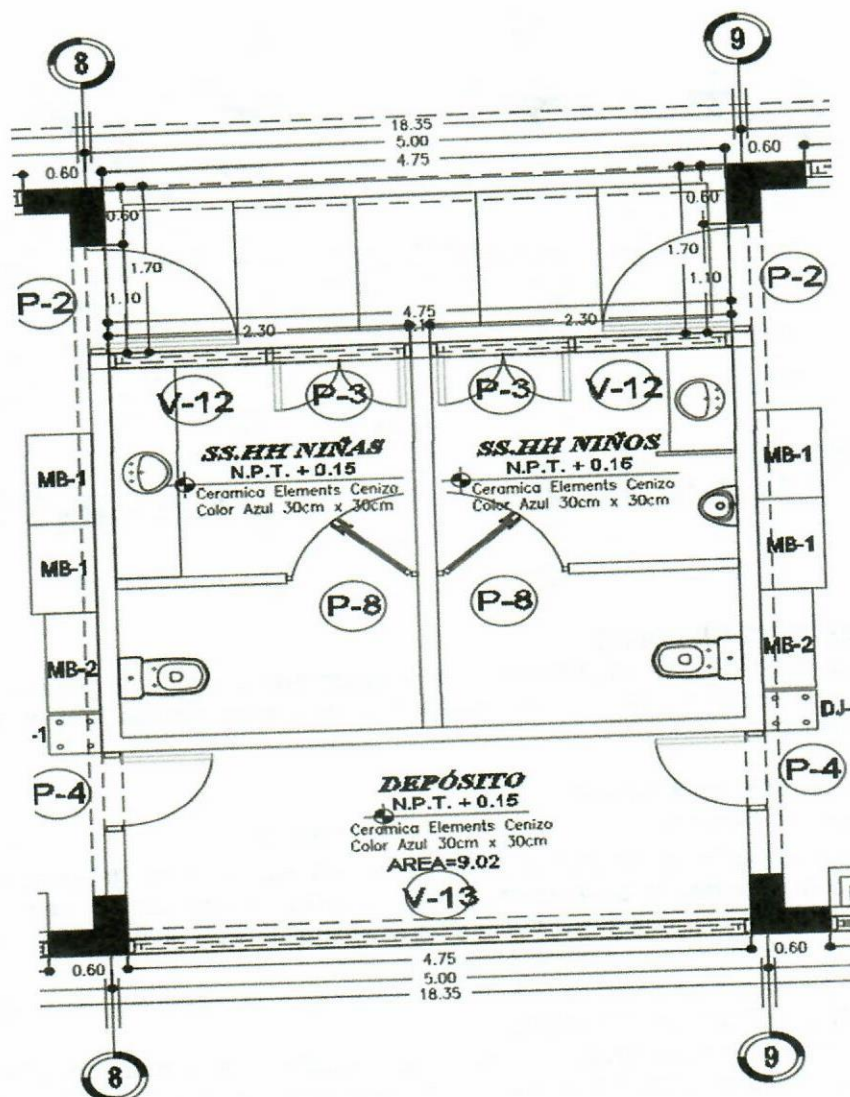 8
9
18.35
5.00
4.75
0.60
0.60
0.60
0.60
1.70
1.10
1.70
1.10
P-2
P-2
4.75
2.30
2.30
V-12
P-3
P-3
V-12
SS.HH NIÑAS
N.P.T. + 0.15
Ceramica Elements Cenizo
Color Azul 30cm x 30cm
SS.HH NIÑOS
N.P.T. + 0.15
Ceramica Elements Cenizo
Color Azul 30cm x 30cm
MB-1
MB-1
MB-2
MB-1
MB-1
MB-2
P-8
P-8
-1
DJ-
P-4
P-4
DEPÓSITO
N.P.T. + 0.15
Ceramica Elements Cenizo
Color Azul 30cm x 30cm
AREA=9.02
V-13
0.60
4.75
0.60
5.00
18.35
8
9